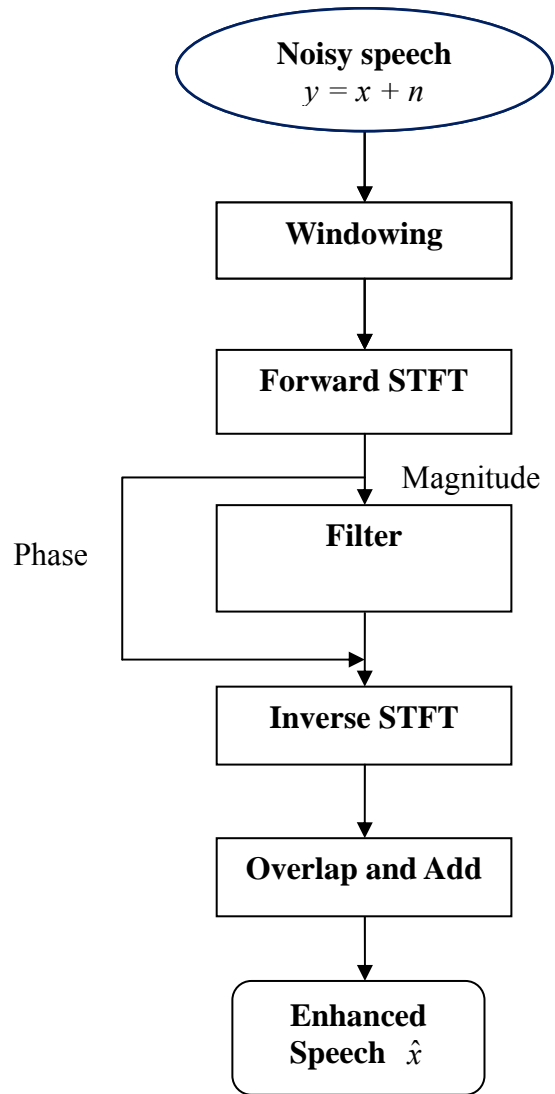 Noisy speech
y = x + n
Windowing
Forward STFT
Magnitude
Filter
Phase
Inverse STFT
Overlap and Add
Enhanced
Speech x̂